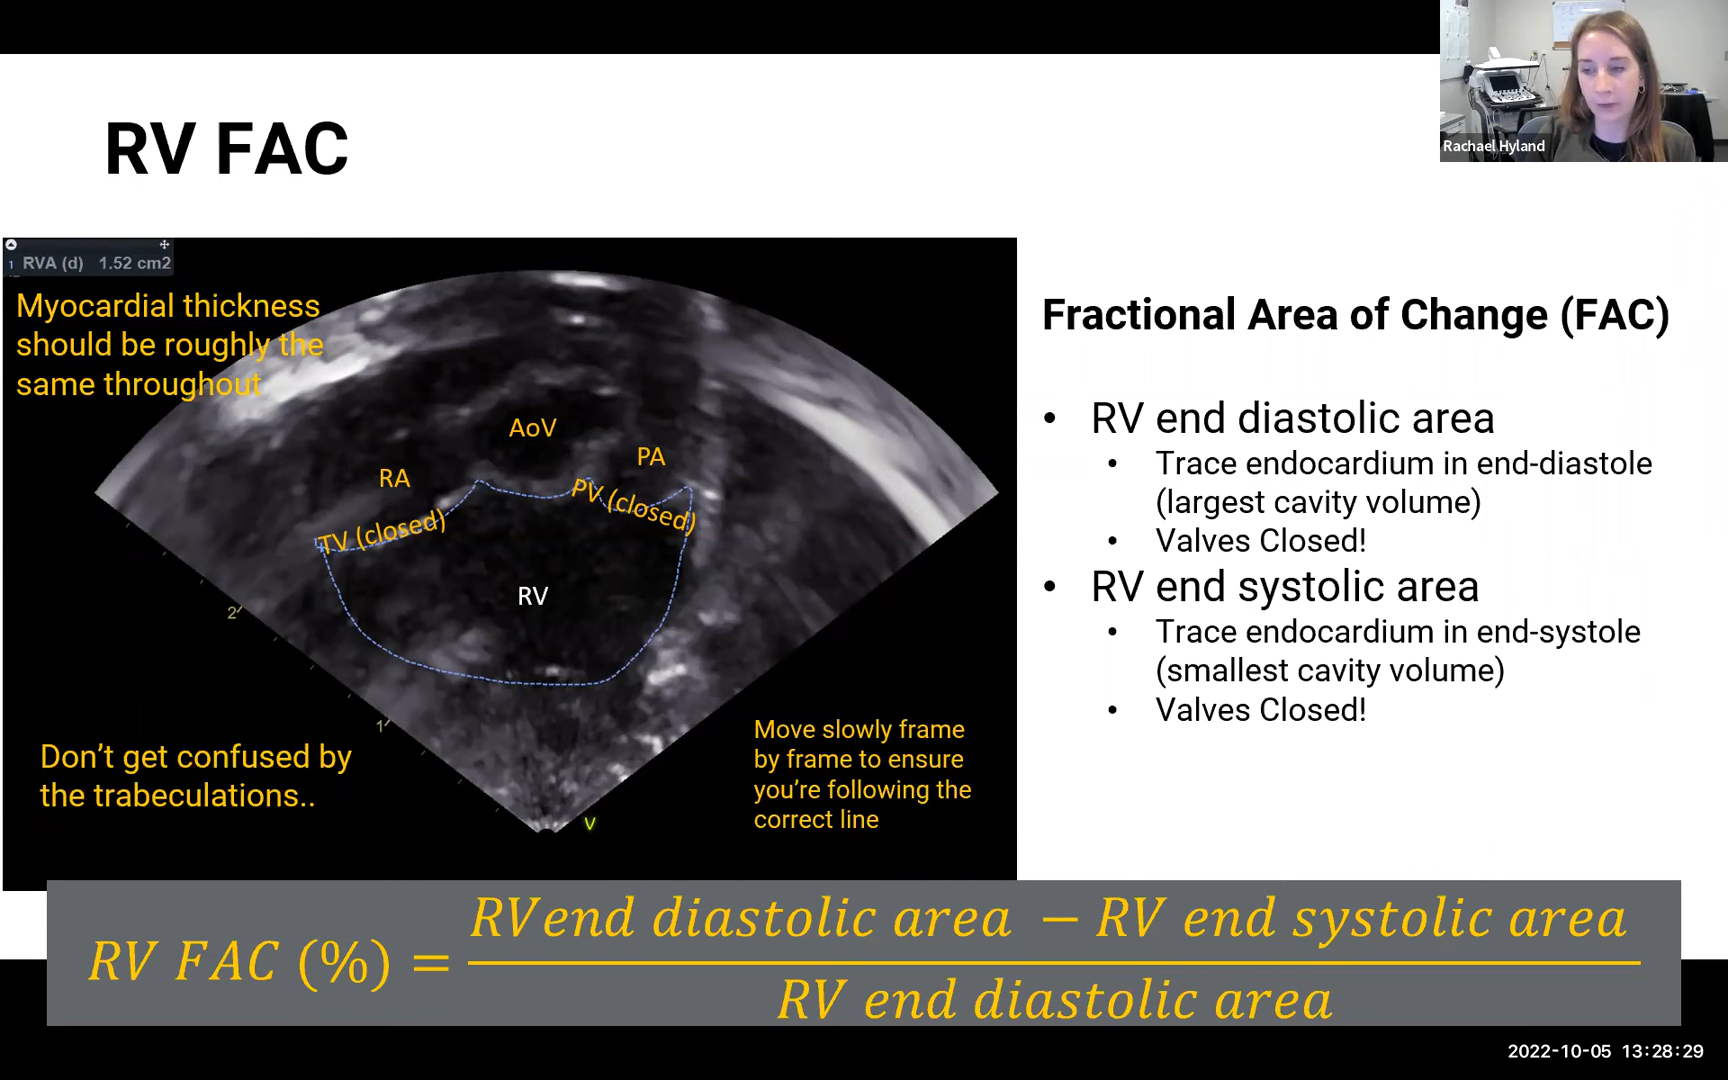 Rachael Hyland
RV FAC
1 RVA (d) 1.52 cm2
Myocardial thickness
should be roughly the
same throughout
AoV
PA
RA
PV (closed)
TV (closed)
RV
2
1
Don't get confused by
the trabeculations..
Move slowly frame
by frame to ensure
you're following the
correct line
V
Fractional Area of Change (FAC)
• RV end diastolic area
• Trace endocardium in end-diastole
(largest cavity volume)
• Valves Closed!
• RV end systolic area
• Trace endocardium in end-systole
(smallest cavity volume)
• Valves Closed!
RVend diastolic area − RV end systolic area
RV FAC (%) =
RV end diastolic area
2022-10-05 13:28:29